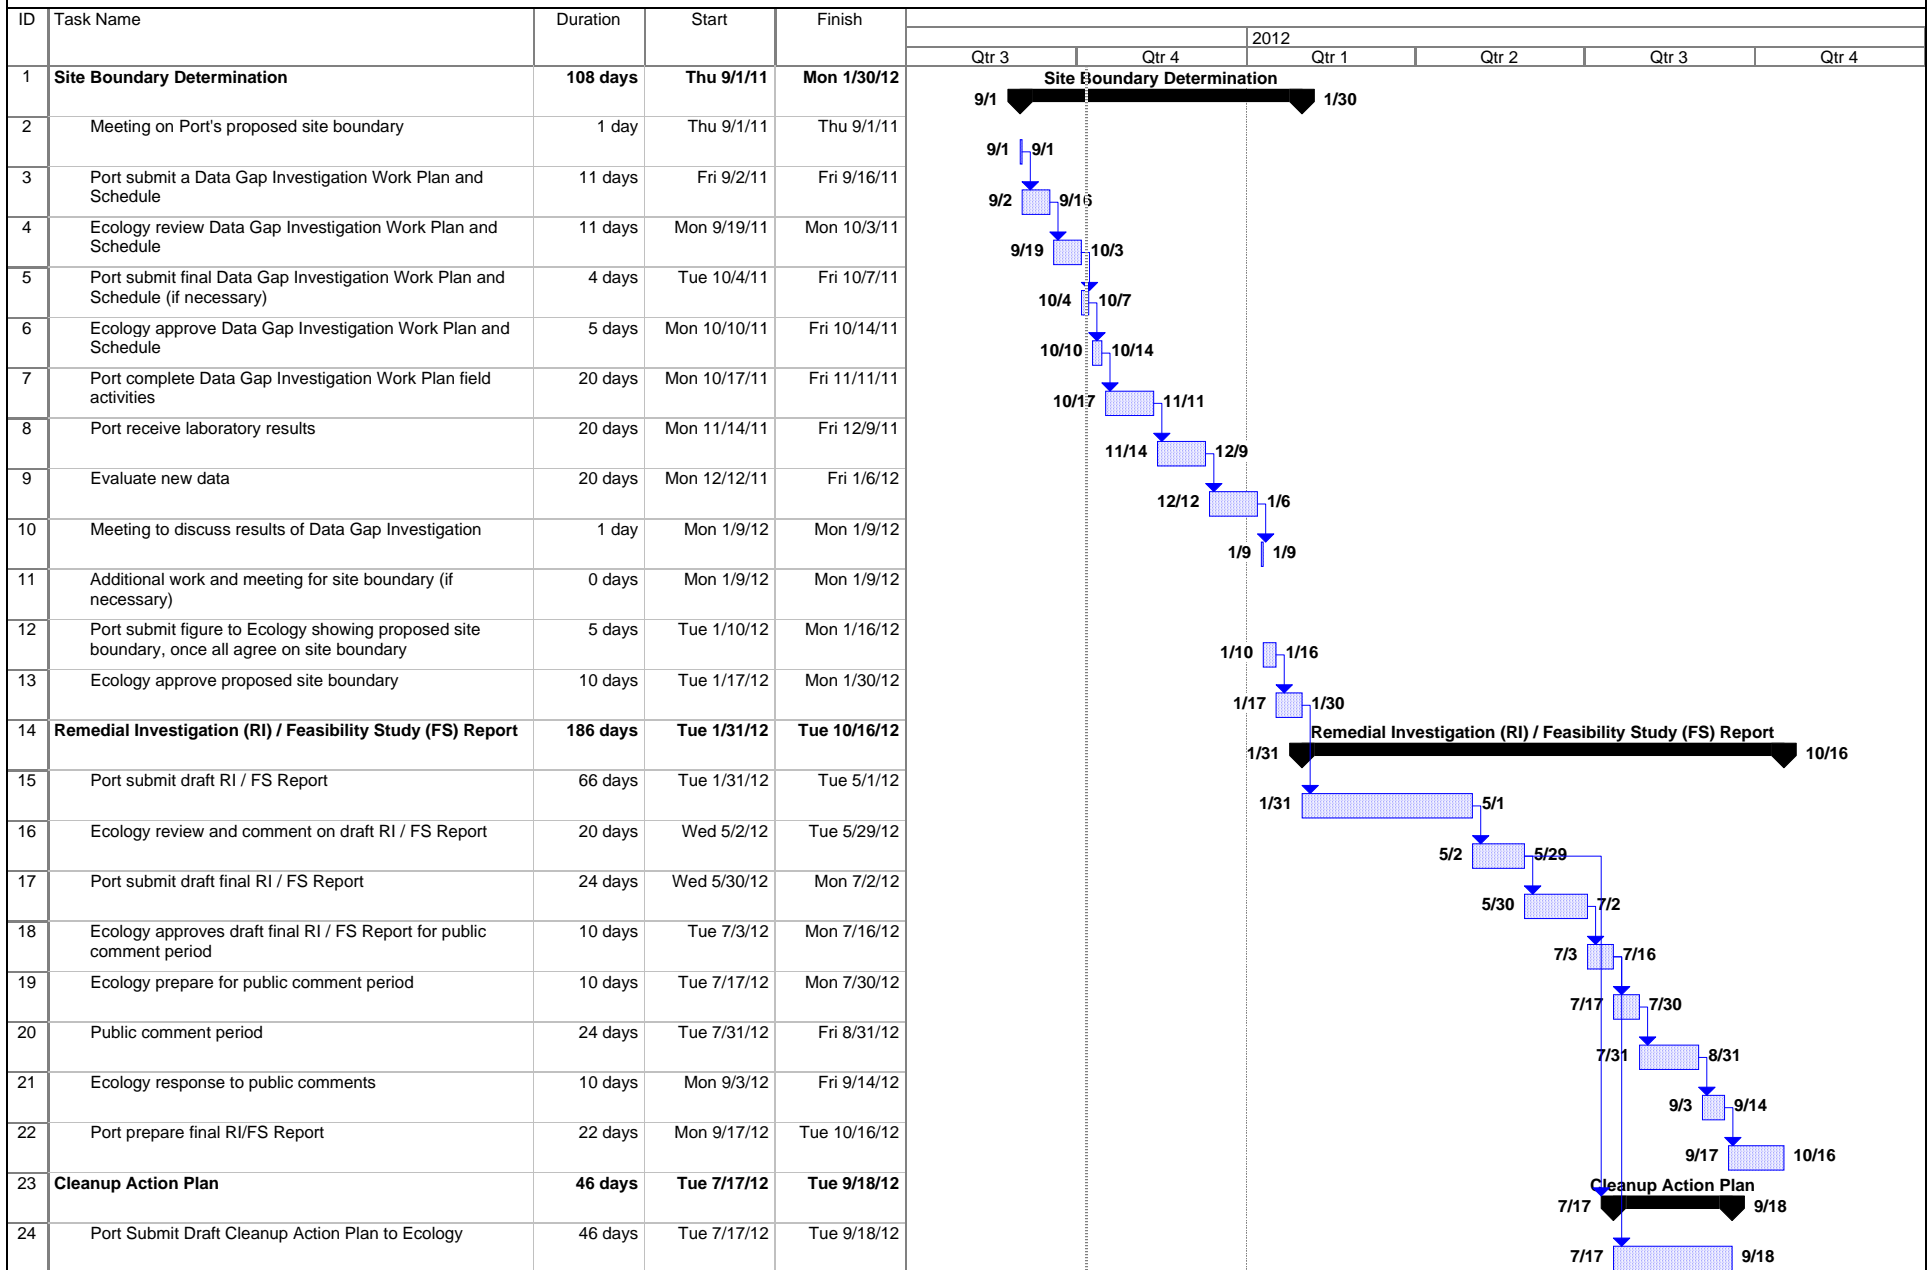 ID Task Name Duration Start Finish
2012
Qtr 3 Qtr 4 Qtr 1 Qtr 2 Qtr 3 Qtr 4
1 Site Boundary Determination 108 days Thu 9/1/11 Mon 1/30/12
Site Boundary Determination
9/1 1/30
2 Meeting on Port's proposed site boundary 1 day Thu 9/1/11 Thu 9/1/11
9/1 9/1
3 Port submit a Data Gap Investigation Work Plan and 11 days Fri 9/2/11 Fri 9/16/11
Schedule
9/2 9/16
4 Ecology review Data Gap Investigation Work Plan and 11 days Mon 9/19/11 Mon 10/3/11
Schedule
9/19 10/3
5 Port submit final Data Gap Investigation Work Plan and 4 days Tue 10/4/11 Fri 10/7/11
Schedule (if necessary)
10/4 10/7
6 Ecology approve Data Gap Investigation Work Plan and 5 days Mon 10/10/11 Fri 10/14/11
Schedule
10/10 10/14
7 Port complete Data Gap Investigation Work Plan field 20 days Mon 10/17/11 Fri 11/11/11
activities
10/17 11/11
8 Port receive laboratory results 20 days Mon 11/14/11 Fri 12/9/11
11/14 12/9
9 Evaluate new data 20 days Mon 12/12/11 Fri 1/6/12
12/12 1/6
10 Meeting to discuss results of Data Gap Investigation 1 day Mon 1/9/12 Mon 1/9/12
1/9 1/9
11 Additional work and meeting for site boundary (if 0 days Mon 1/9/12 Mon 1/9/12
necessary)
12 Port submit figure to Ecology showing proposed site 5 days Tue 1/10/12 Mon 1/16/12
boundary, once all agree on site boundary
1/10 1/16
13 Ecology approve proposed site boundary 10 days Tue 1/17/12 Mon 1/30/12
1/17 1/30
14 Remedial Investigation (RI) / Feasibility Study (FS) Report 186 days Tue 1/31/12 Tue 10/16/12
Remedial Investigation (RI) / Feasibility Study (FS) Report
1/31 10/16
15 Port submit draft RI / FS Report 66 days Tue 1/31/12 Tue 5/1/12
1/31 5/1
16 Ecology review and comment on draft RI / FS Report 20 days Wed 5/2/12 Tue 5/29/12
5/2 5/29
17 Port submit draft final RI / FS Report 24 days Wed 5/30/12 Mon 7/2/12
5/30 7/2
18 Ecology approves draft final RI / FS Report for public 10 days Tue 7/3/12 Mon 7/16/12
comment period
7/3 7/16
19 Ecology prepare for public comment period 10 days Tue 7/17/12 Mon 7/30/12
7/17 7/30
20 Public comment period 24 days Tue 7/31/12 Fri 8/31/12
7/31 8/31
21 Ecology response to public comments 10 days Mon 9/3/12 Fri 9/14/12
9/3 9/14
22 Port prepare final RI/FS Report 22 days Mon 9/17/12 Tue 10/16/12
9/17 10/16
23 Cleanup Action Plan 46 days Tue 7/17/12 Tue 9/18/12
Cleanup Action Plan
7/17 9/18
24 Port Submit Draft Cleanup Action Plan to Ecology 46 days Tue 7/17/12 Tue 9/18/12
7/17 9/18